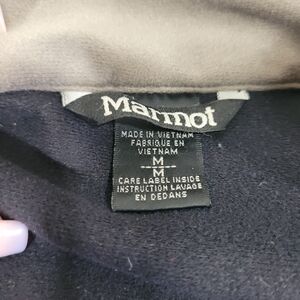 Marmot
MADE IN VIETNAM
FABRIQUE EN
VIETNAM
M
M
CARE LABEL INSIDE
INSTRUCTION LAVAGE
EN DEDANS